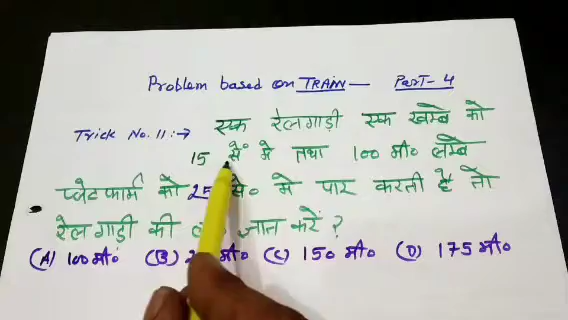 Problem based on TRAIN — Part-4
Trick No. 11:→ एक रेलगाड़ी एक खम्बे को
15 से० मे तथा 100 मी० लम्बे
प्लेटफार्म को 25 से० मे पार करती है तो
रेलगाड़ी की ज्ञान करें ?
(A) 100 मी० (B) मी० (C) 150 मी० (D) 175 मी०